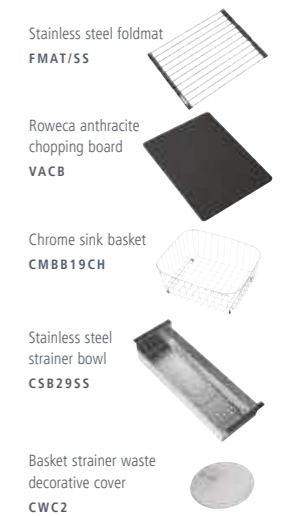 Stainless steel foldmat
FMAT/SS
Roweca anthracite
chopping board
VACB
Chrome sink basket
CMBB19CH
Stainless steel
strainer bowl
CSB29SS
Basket strainer waste
decorative cover
CWC2